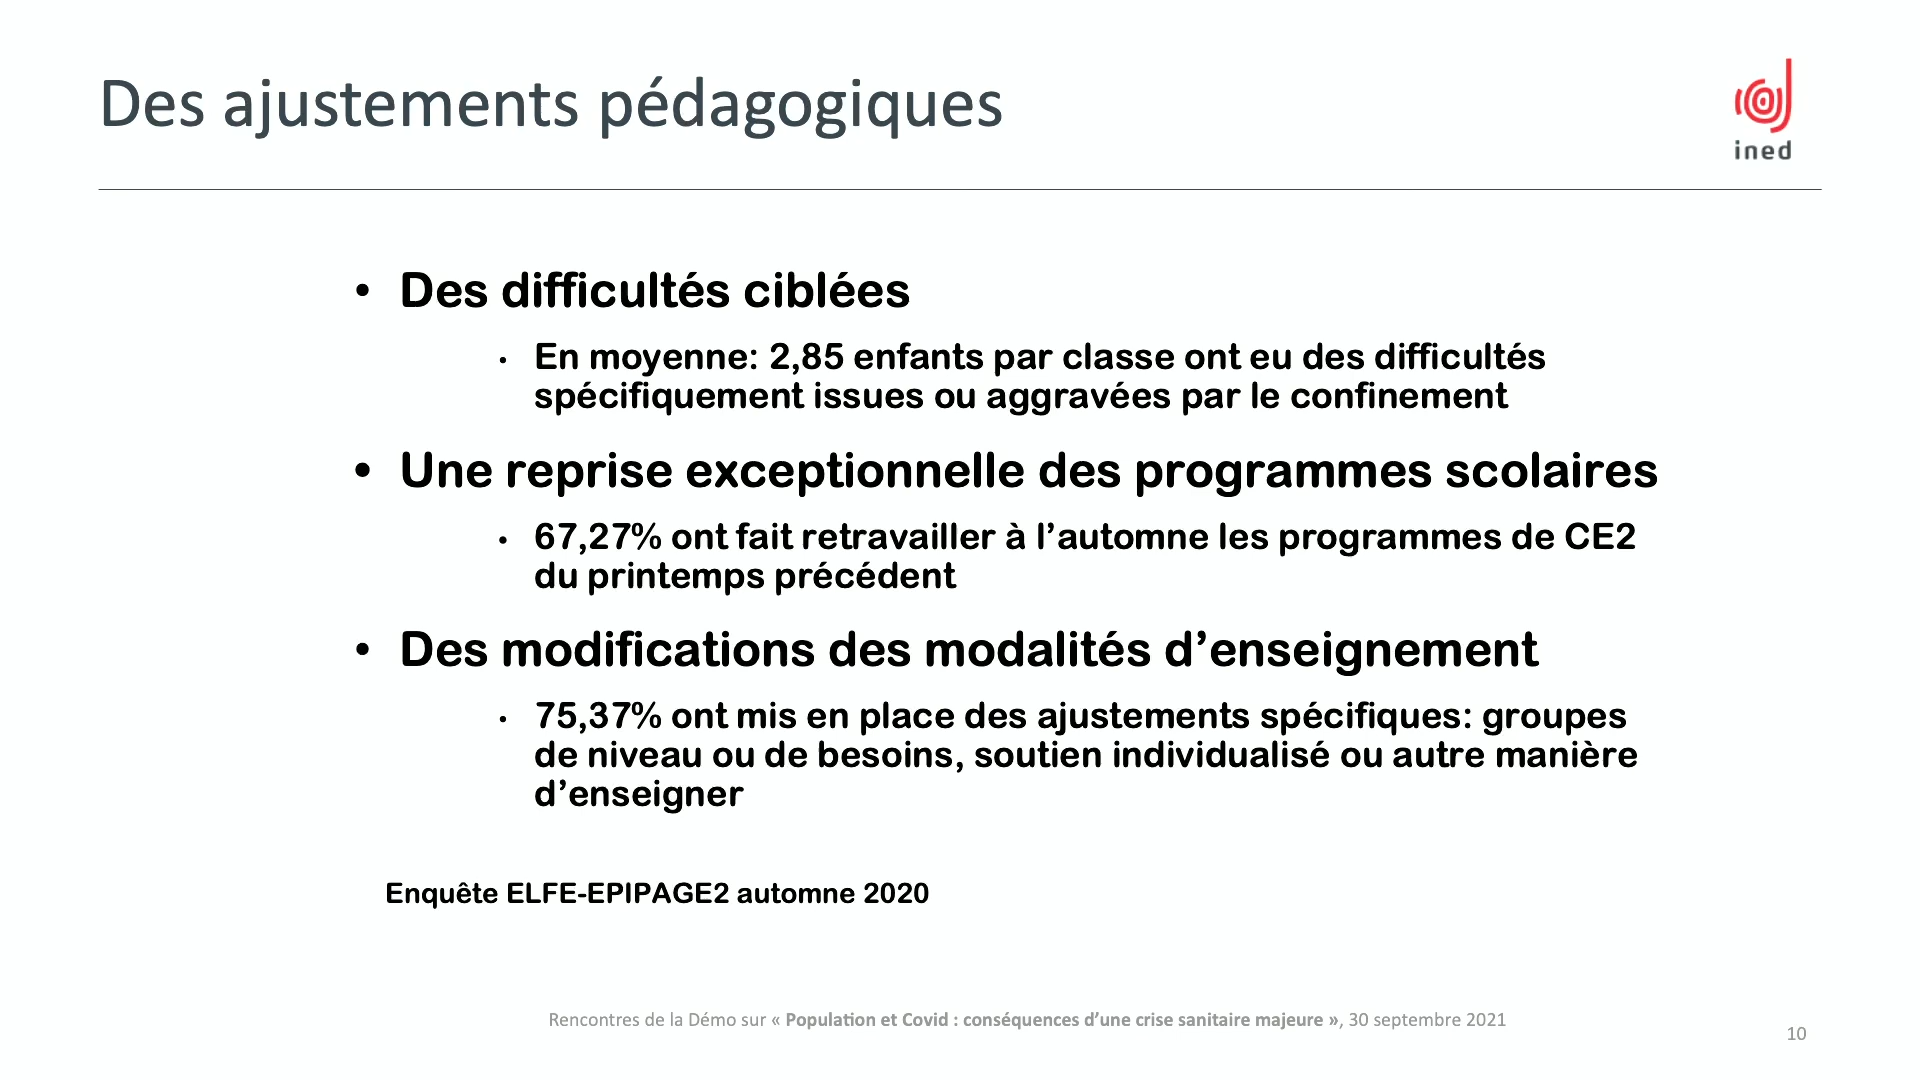 Des ajustements pédagogiques
ined
• Des difficultés ciblées
• En moyenne: 2,85 enfants par classe ont eu des difficultés
spécifiquement issues ou aggravées par le confinement
• Une reprise exceptionnelle des programmes scolaires
• 67,27% ont fait retravailler à l’automne les programmes de CE2
du printemps précédent
• Des modifications des modalités d’enseignement
• 75,37% ont mis en place des ajustements spécifiques: groupes
de niveau ou de besoins, soutien individualisé ou autre manière
d’enseigner
Enquête ELFE-EPIPAGE2 automne 2020
Rencontres de la Démo sur « Population et Covid : conséquences d’une crise sanitaire majeure », 30 septembre 2021
10